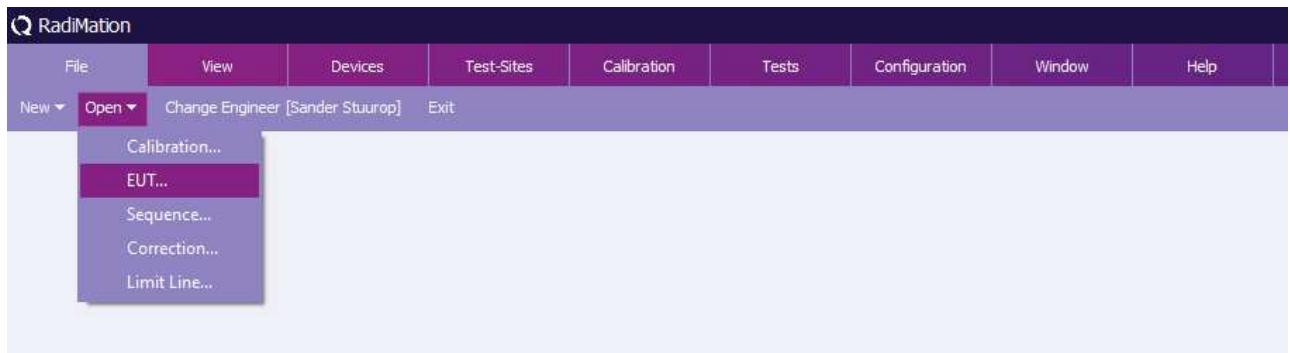 RadiMation
File View Devices Test-Sites Calibration Tests Configuration Window Help
New Open Change Engineer [Sander Stuurop] Exit
Calibration...
EUT...
Sequence...
Correction...
Limit Line...